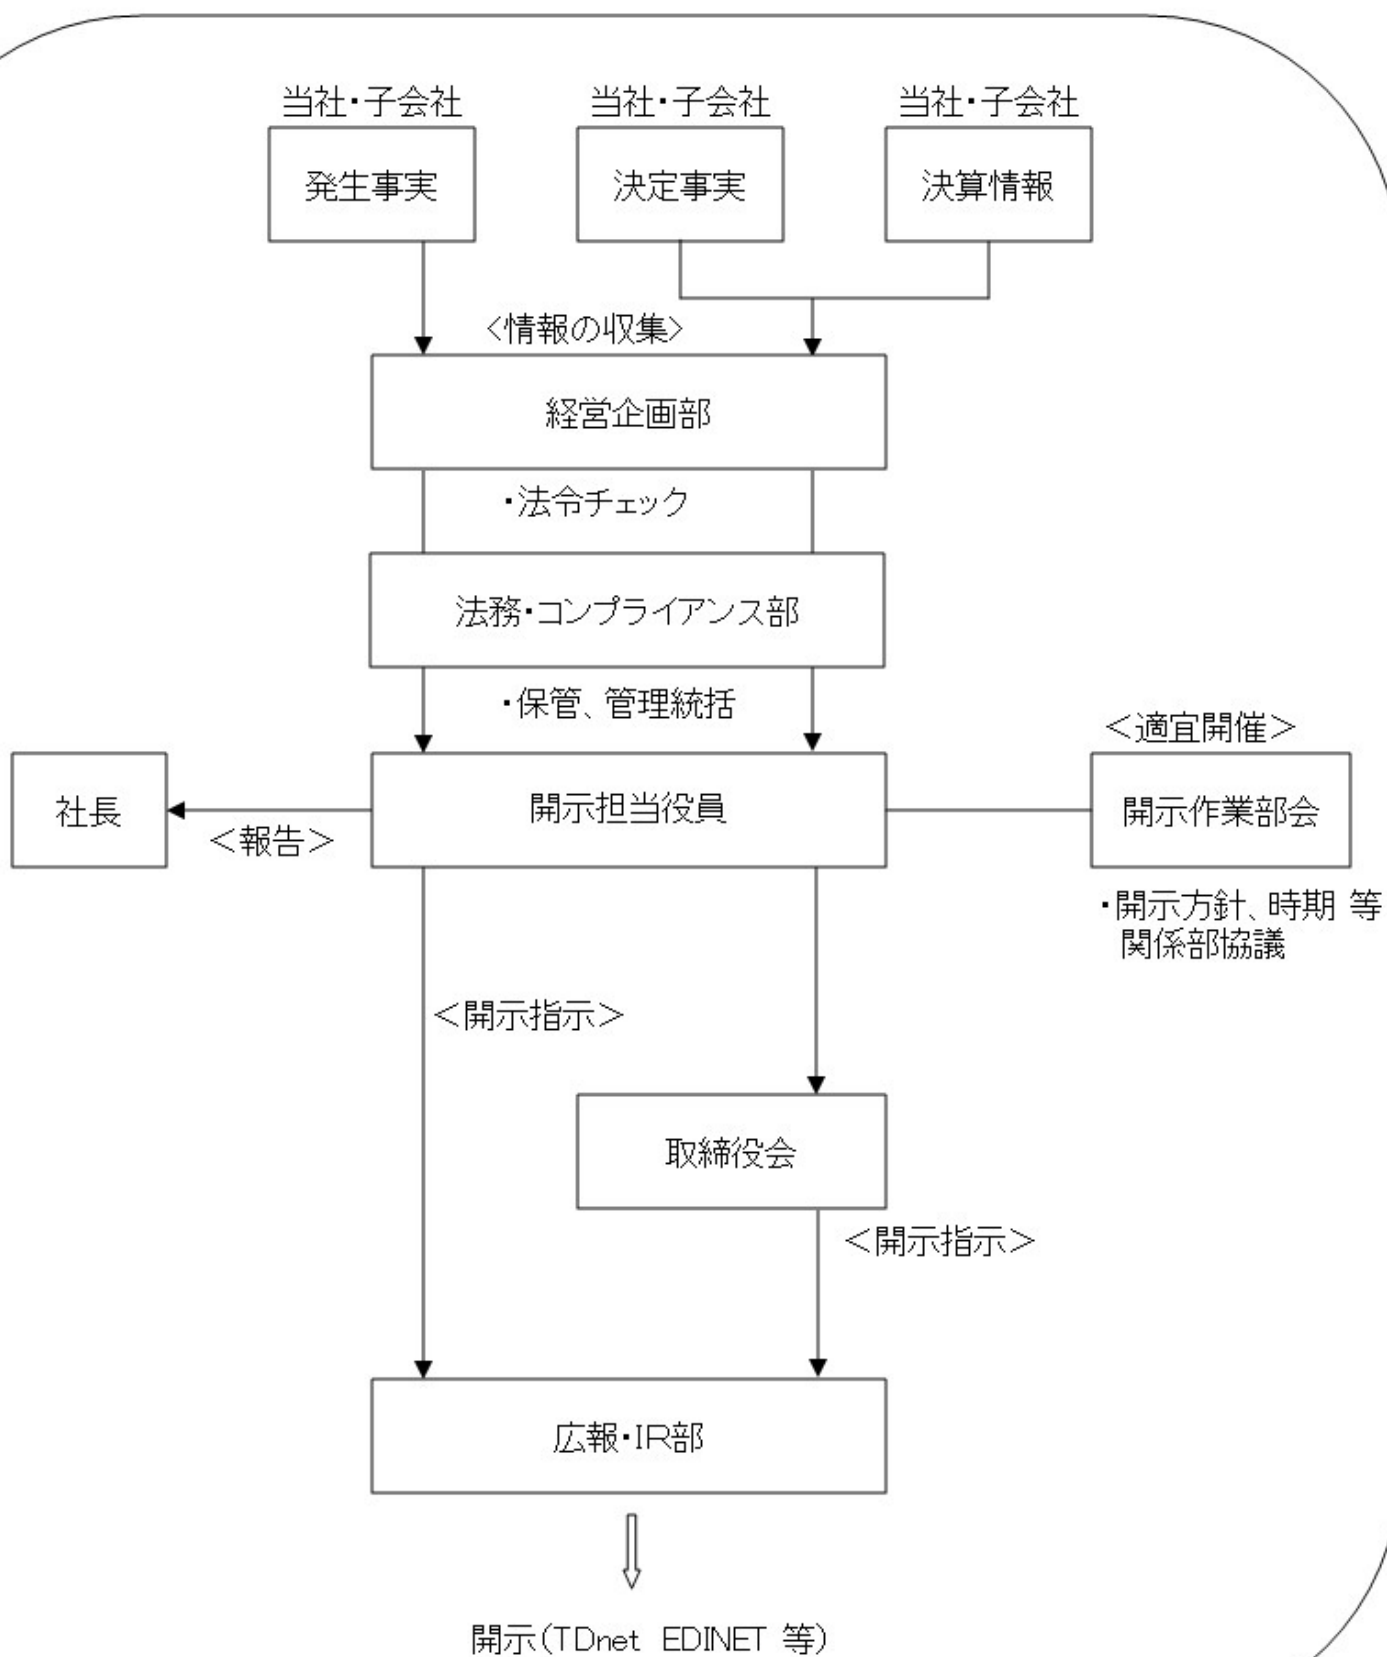 当社・子会社 当社・子会社 当社・子会社
発生事実 決定事実 決算情報
<情報の収集>
経営企画部
・法令チェック
法務・コンプライアンス部
・保管、管理統括
＜適宜開催＞
社長 開示担当役員 開示作業部会
＜報告＞
・開示方針、時期 等
関係部協議
＜開示指示＞
取締役会
＜開示指示＞
広報・IR部
開示(TDnet EDINET 等)